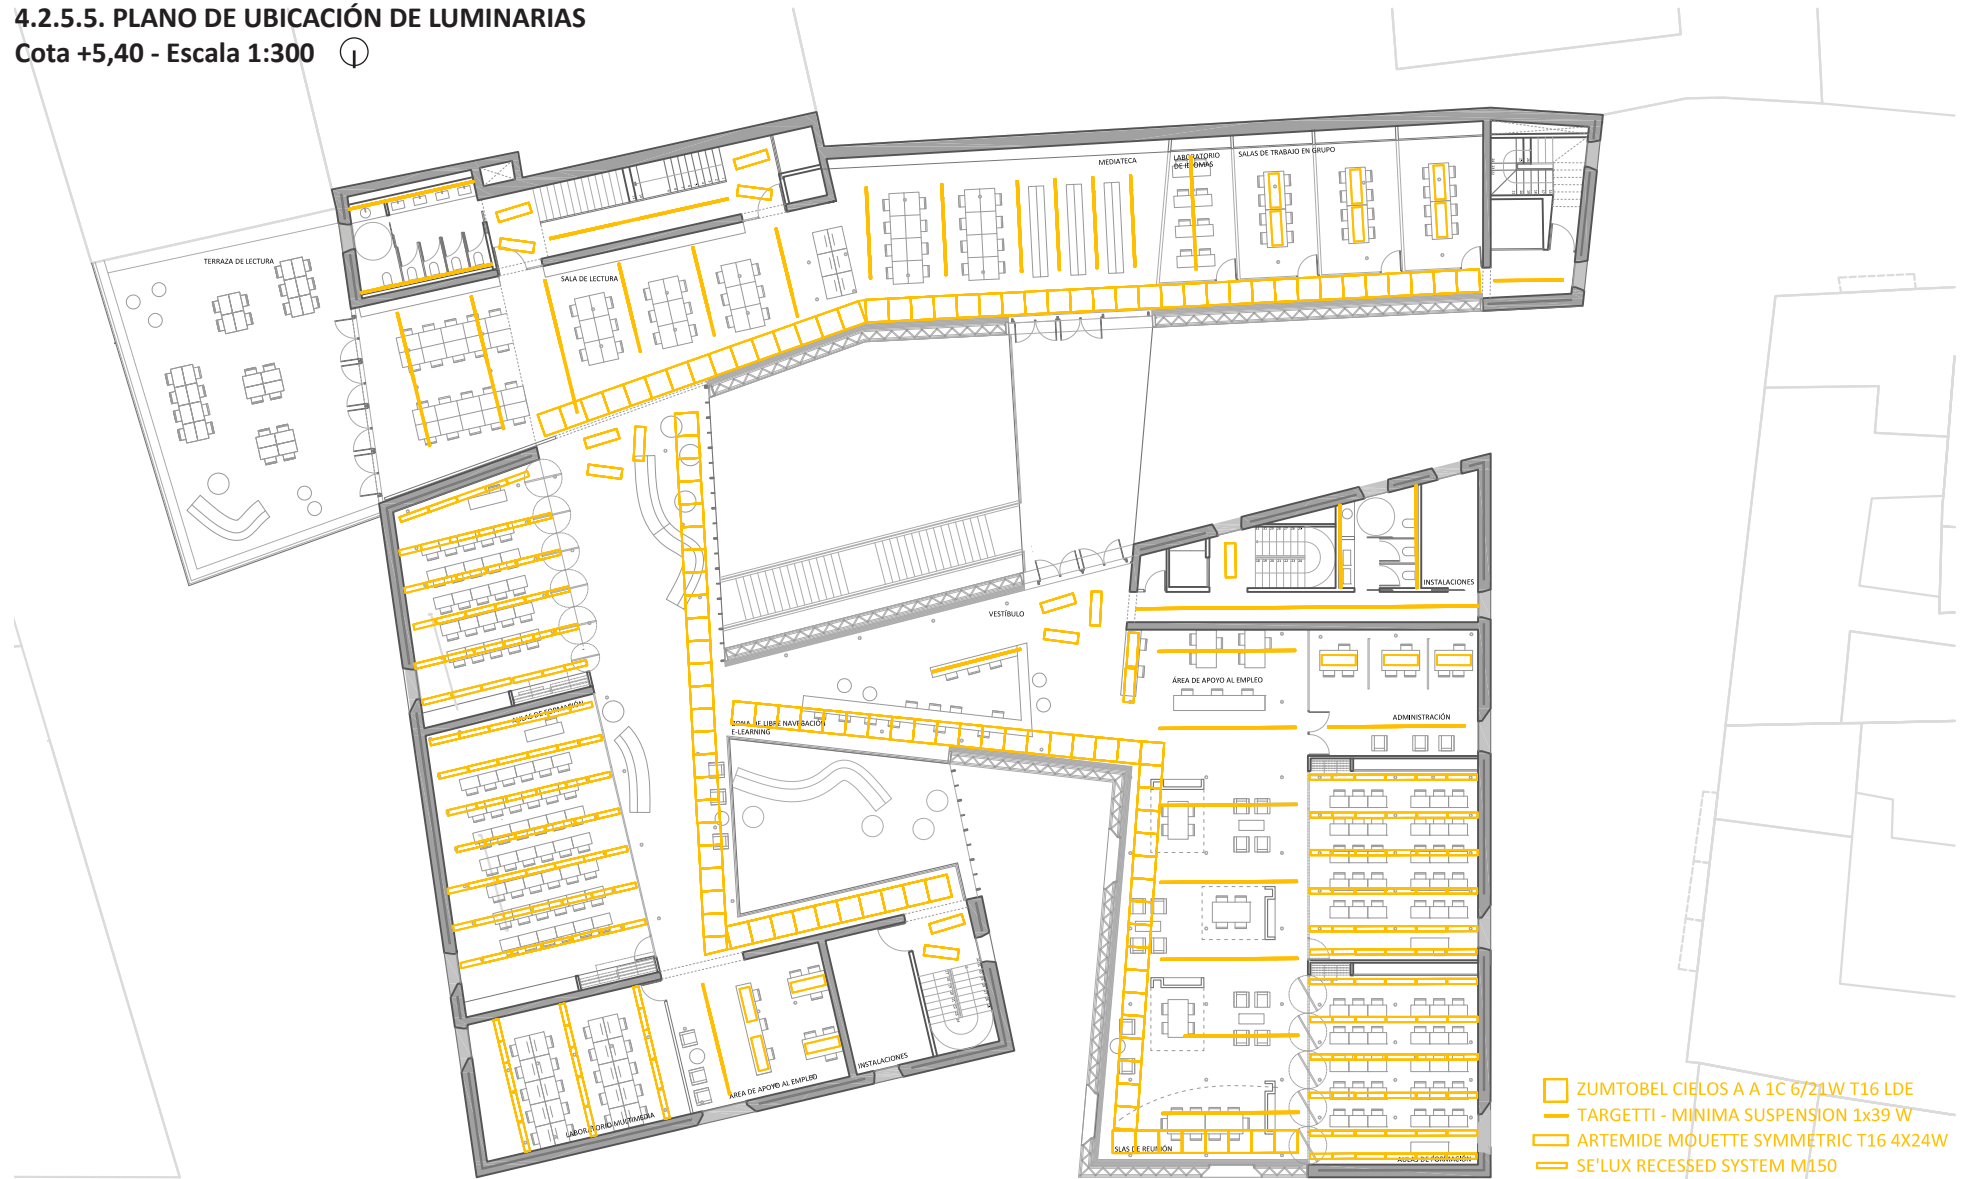 4.2.5.5. PLANO DE UBICACIÓN DE LUMINARIAS
Cota +5,40 - Escala 1:300
MEDIATECA
LABORATORIO
DE IDIOMAS
SALAS DE TRABAJO EN GRUPO
TERRAZA DE LECTURA
SALA DE LECTURA
INSTALACIONES
VESTÍBULO
ÁREA DE APOYO AL EMPLEO
AULAS DE FORMACIÓN
ADMINISTRACIÓN
ZONA DE LIBRE NAVEGACIÓN
E-LEARNING
INSTALACIONES
ÁREA DE APOYO AL EMPLEO
LABORATORIO MULTIMEDIA
SLAS DE REUNIÓN
AULAS DE FORMACIÓN
ZUMTOBEL CIELOS A A 1C 6/21W T16 LDE
TARGETTI - MINIMA SUSPENSION 1x39 W
ARTEMIDE MOUETTE SYMMETRIC T16 4X24W
SE'LUX RECESSED SYSTEM M150